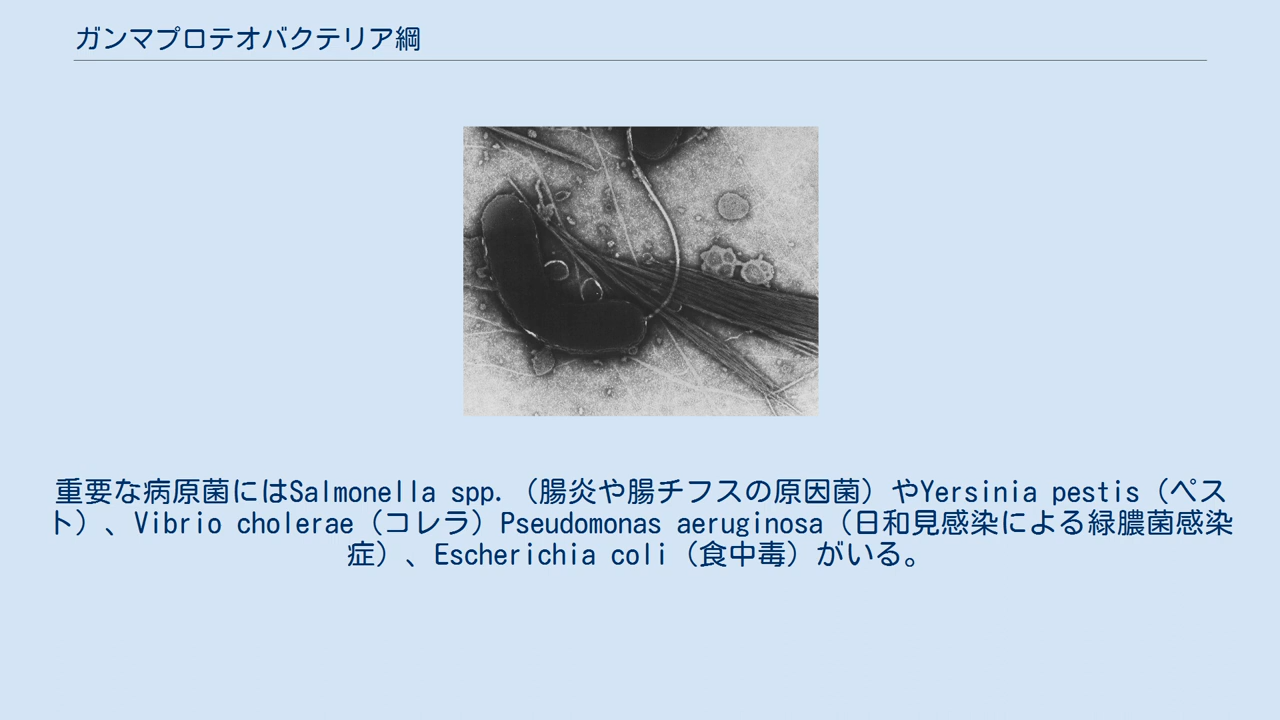 ガンマプロテオバクテリア綱
重要な病原菌にはSalmonella spp.（腸炎や腸チフスの原因菌）やYersinia pestis（ペス
ト）、Vibrio cholerae（コレラ）Pseudomonas aeruginosa（日和見感染による緑膿菌感染
症）、Escherichia coli（食中毒）がいる。